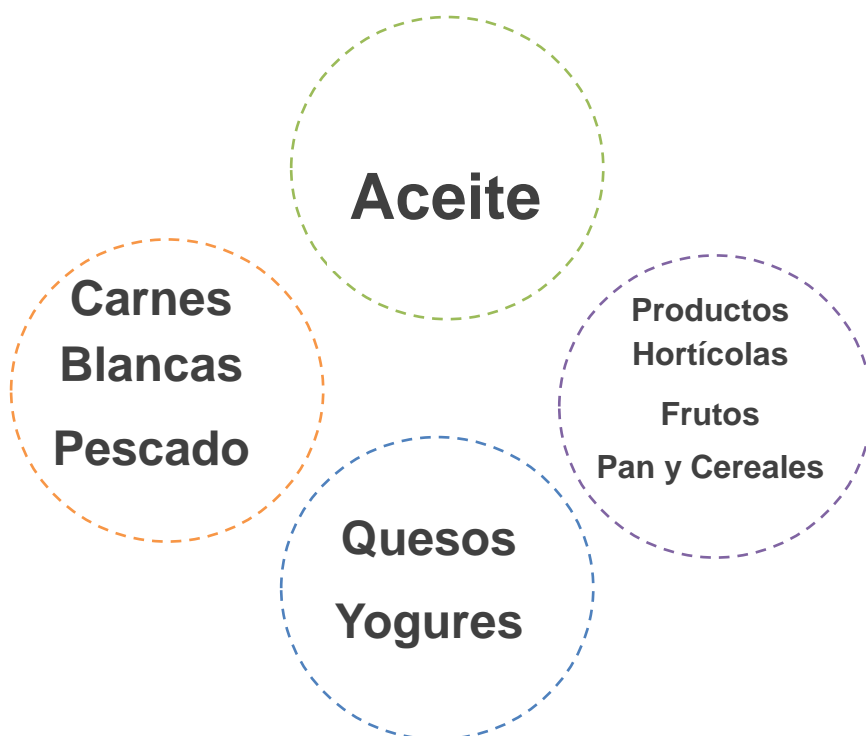 Aceite
Carnes
Blancas
Pescado
Productos
Hortícolas
Frutos
Pan y Cereales
Quesos
Yogures